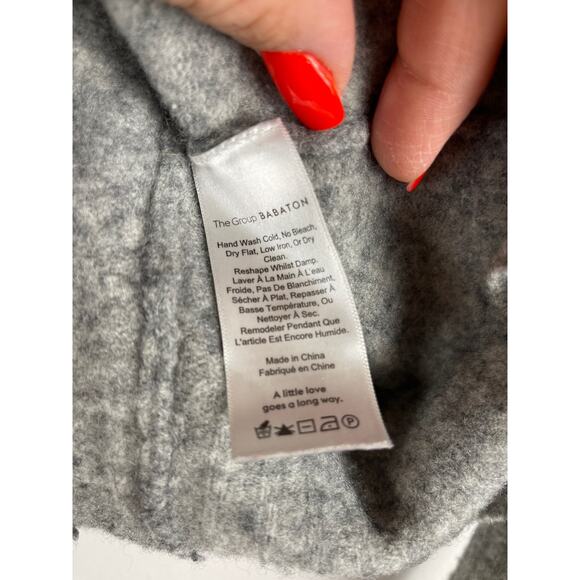 The Group BABATON
Hand Wash Cold, No Bleach,
Dry Flat, Low Iron, Or Dry
Clean.
Reshape Whilst Damp.
Laver À La Main À L'eau
Froide, Pas De Blanchiment,
Sécher À Plat, Repasser À
Basse Température, Ou
Nettoyer À Sec.
Remodeler Pendant Que
L'article Est Encore Humide.
Made in China
Fabriqué en Chine
A little love
goes a long way.
P